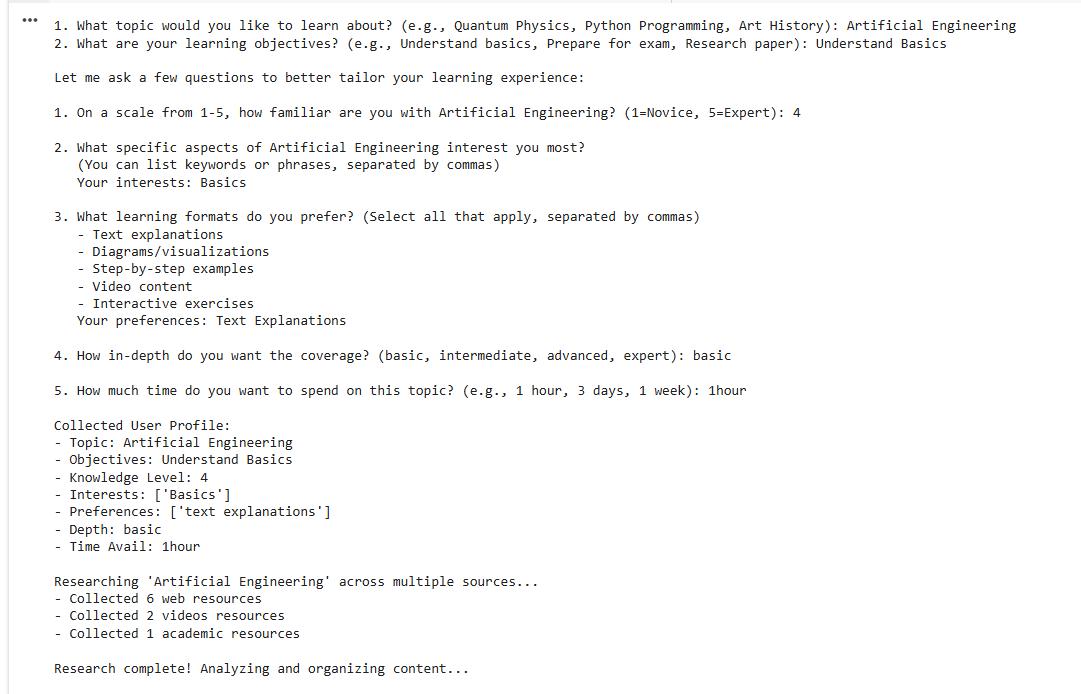 ...
1. What topic would you like to learn about? (e.g., Quantum Physics, Python Programming, Art History): Artificial Engineering
2. What are your learning objectives? (e.g., Understand basics, Prepare for exam, Research paper): Understand Basics
Let me ask a few questions to better tailor your learning experience:
1. On a scale from 1-5, how familiar are you with Artificial Engineering? (1=Novice, 5=Expert): 4
2. What specific aspects of Artificial Engineering interest you most?
(You can list keywords or phrases, separated by commas)
Your interests: Basics
3. What learning formats do you prefer? (Select all that apply, separated by commas)
- Text explanations
- Diagrams/visualizations
- Step-by-step examples
- Video content
- Interactive exercises
Your preferences: Text Explanations
4. How in-depth do you want the coverage? (basic, intermediate, advanced, expert): basic
5. How much time do you want to spend on this topic? (e.g., 1 hour, 3 days, 1 week): 1hour
Collected User Profile:
- Topic: Artificial Engineering
- Objectives: Understand Basics
- Knowledge Level: 4
- Interests: ['Basics']
- Preferences: ['text explanations']
- Depth: basic
- Time Avail: 1hour
Researching 'Artificial Engineering' across multiple sources...
- Collected 6 web resources
- Collected 2 videos resources
- Collected 1 academic resources
Research complete! Analyzing and organizing content...